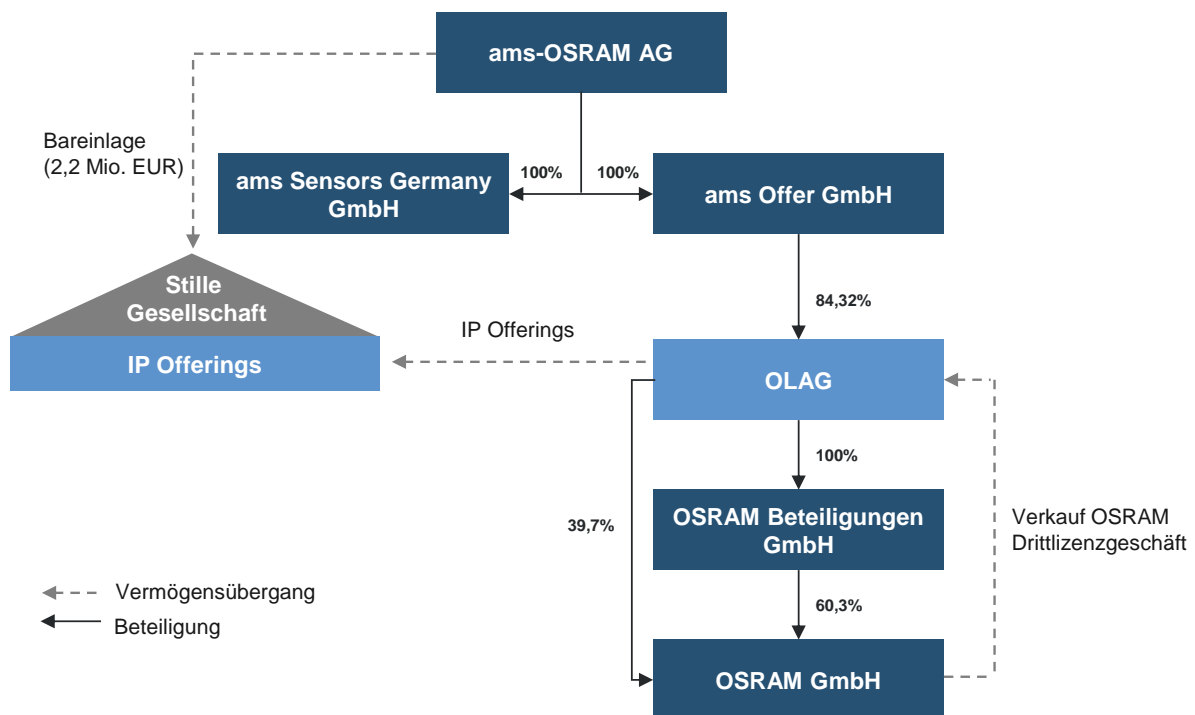 ams-OSRAM AG
Bareinlage
(2,2 Mio. EUR)
100%
100%
ams Sensors Germany
GmbH
ams Offer GmbH
Stille
Gesellschaft
84,32%
IP Offerings
IP Offerings
OLAG
100%
39,7%
OSRAM Beteiligungen
GmbH
Verkauf OSRAM
Drittlizenzgeschäft
Vermögensübergang
60,3%
Beteiligung
OSRAM GmbH